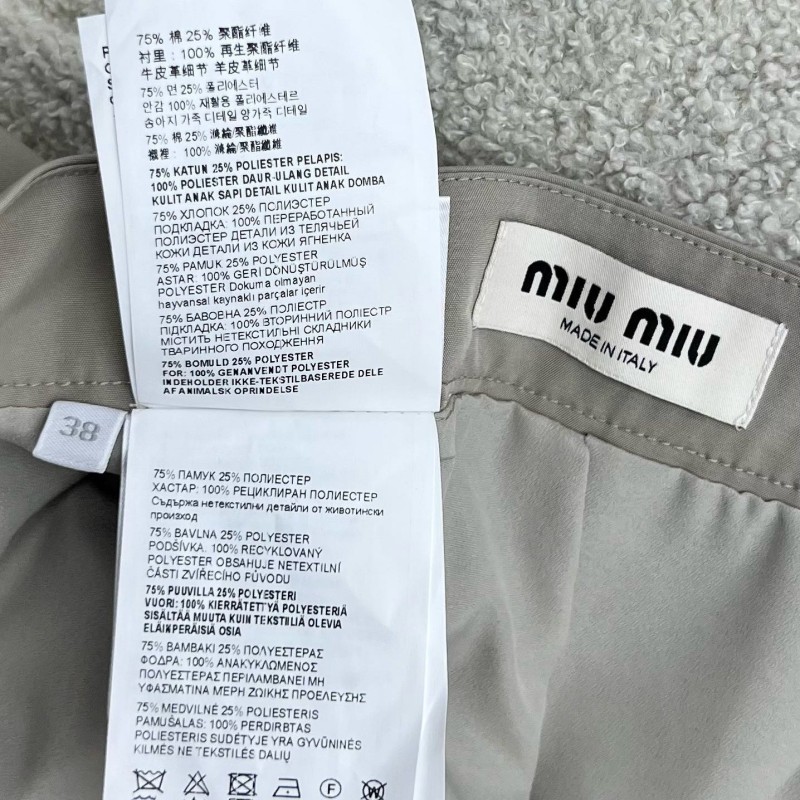 75% 棉 25% 聚酯纤维
衬里：100% 再生聚酯纤维
牛皮革细节 羊皮革细节
75% 면 25% 폴리에스터
안감 100% 재활용 폴리에스테르
송아지 가죽 디테일 양가죽 디테일
75% 棉 25% 滌綸/聚酯纖維
襯裡：100% 滌綸/聚酯纖維
75% KATUN 25% POLIESTER PELAPIS:
100% POLIESTER DAUR-ULANG DETAIL
KULIT ANAK SAPI DETAIL KULIT ANAK DOMBA
75% ХЛОПОК 25% ПОЛИЭСТЕР
ПОДКЛАДКА: 100% ПЕРЕРАБОТАННЫЙ
ПОЛИЭСТЕР ДЕТАЛИ ИЗ ТЕЛЯЧЬЕЙ
КОЖИ ДЕТАЛИ ИЗ КОЖИ ЯГНЕНКА
75% PAMUK 25% POLYESTER
ASTAR: 100% GERİ DÖNÜŞTÜRÜLMÜŞ
POLYESTER Dokuma olmayan
hayvansal kaynaklı parçalar içerir
75% БАВОВНА 25% ПОЛІЕСТР
ПІДКЛАДКА: 100% ВТОРИННИЙ ПОЛІЕСТР
МІСТИТЬ НЕТЕКСТИЛЬНІ СКЛАДНИКИ
ТВАРИННОГО ПОХОДЖЕННЯ
75% BOMULD 25% POLYESTER
FOR: 100% GENANVENDT POLYESTER
INDEHOLDER IKKE-TEKSTILBASEREDE DELE
AF ANIMALSK OPRINDELSE
miu miu
MADE IN ITALY
38
75% ПАМУК 25% ПОЛИЕСТЕР
ХАСТАР: 100% РЕЦИКЛИРАН ПОЛИЕСТЕР
Съдържа нетекстилни детайли от животински
произход
75% BAVLNA 25% POLYESTER
PODŠÍVKA: 100% RECYKLOVANÝ
POLYESTER OBSAHUJE NETEXTILNÍ
ČÁSTI ZVÍŘECÍHO PŮVODU
75% PUUVILLA 25% POLYESTERI
VUORI: 100% KIERRÄTETTYÄ POLYESTERIÄ
SISÄLTÄÄ MUUTA KUIN TEKSTIILIÄ OLEVIA
ELÄINPERÄISIÄ OSIA
75% ΒΑΜΒΑΚΙ 25% ΠΟΛΥΕΣΤΕΡΑΣ
ΦΟΔΡΑ: 100% ΑΝΑΚΥΚΛΩΜΕΝΟΣ
ΠΟΛΥΕΣΤΕΡΑΣ ΠΕΡΙΛΑΜΒΑΝΕΙ ΜΗ
ΥΦΑΣΜΑΤΙΝΑ ΜΕΡΗ ΖΩΙΚΗΣ ΠΡΟΕΛΕΥΣΗΣ
75% MEDVILNĖ 25% POLIESTERIS
PAMUŠALAS: 100% PERDIRBTAS
POLIESTERIS SUDĖTYJE YRA GYVŪNINĖS
KILMĖS NE TEKSTILĖS DALIŲ